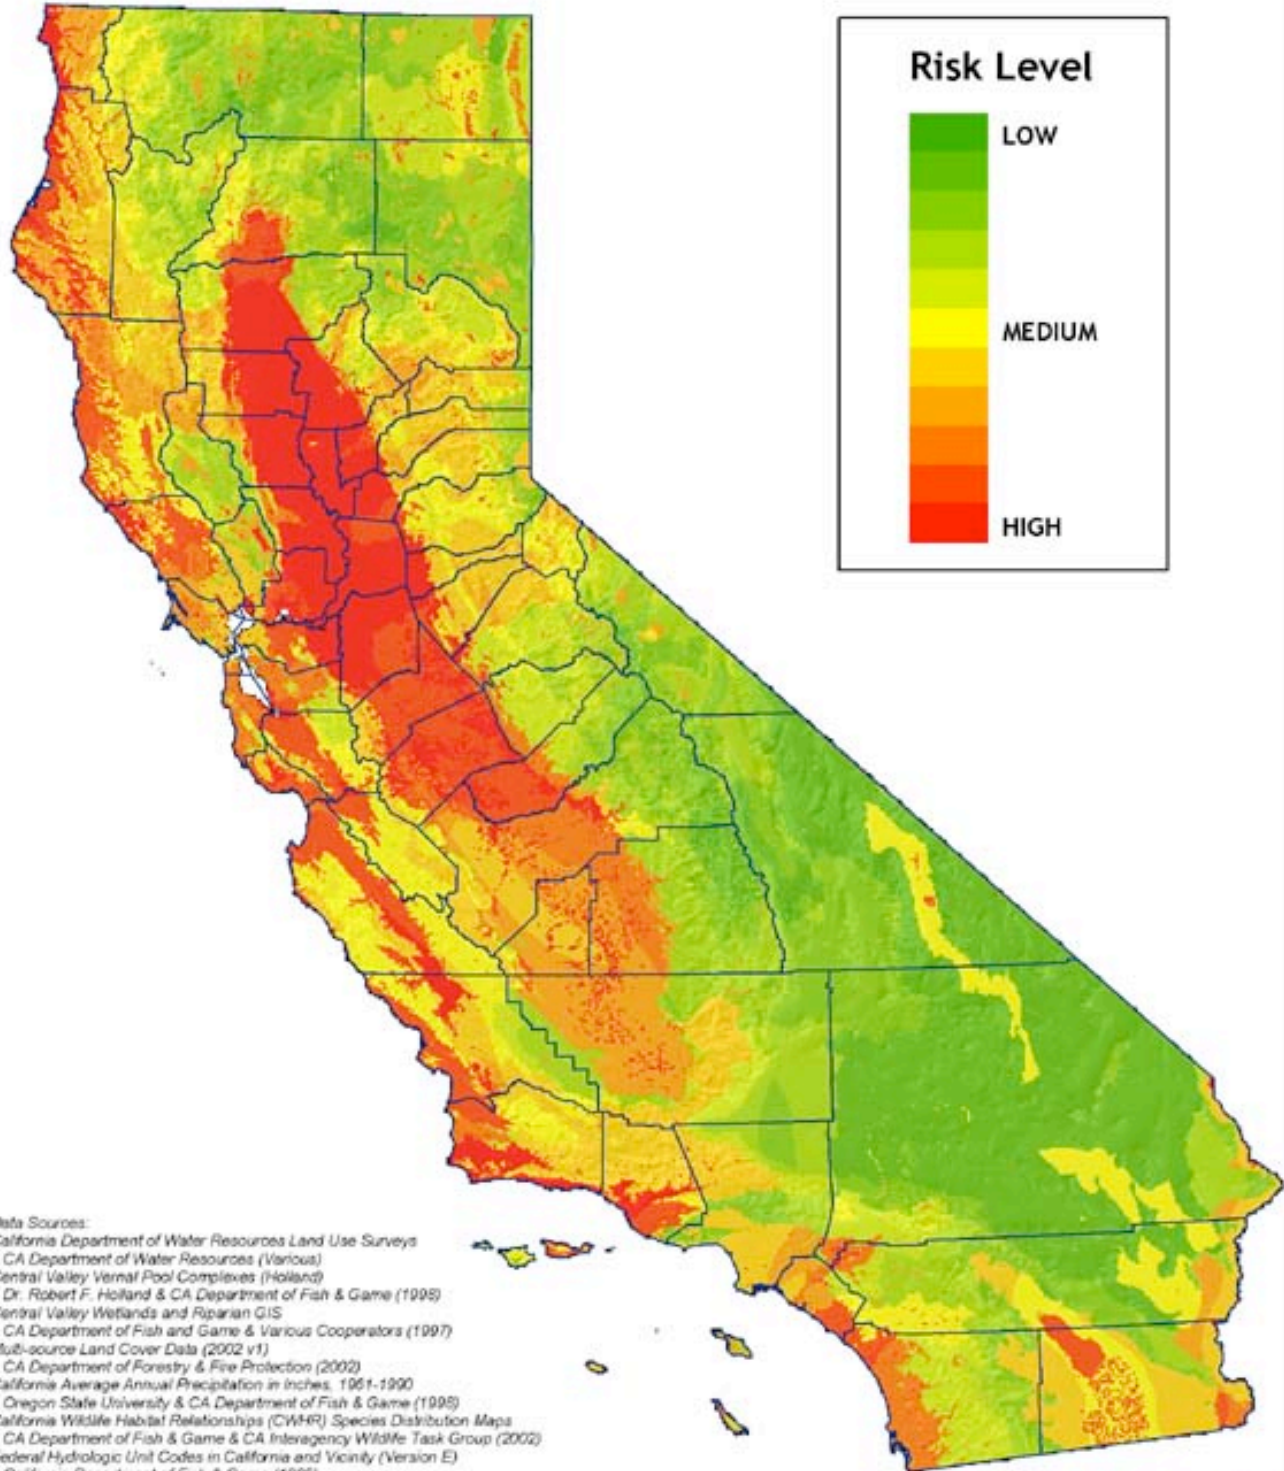 Risk Level
LOW
MEDIUM
HIGH
Data Sources:
California Department of Water Resources Land Use Surveys
CA Department of Water Resources (Various)
Central Valley Vernal Pool Complexes (Holland)
Dr. Robert F. Holland & CA Department of Fish & Game (1998)
Central Valley Wetlands and Riparian GIS
CA Department of Fish and Game & Various Cooperators (1997)
Multi-source Land Cover Data (2002 v1)
CA Department of Forestry & Fire Protection (2002)
California Average Annual Precipitation in Inches, 1961-1990
Oregon State University & CA Department of Fish & Game (1998)
California Wildlife Habitat Relationships (CWHR) Species Distribution Maps
CA Department of Fish & Game & CA Interagency Wildlife Task Group (2002)
Federal Hydrologic Unit Codes in California and Vicinity (Version E)